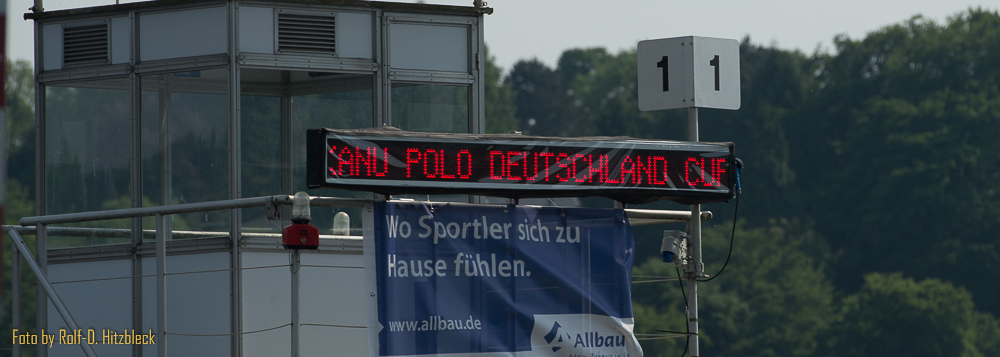 1 1
KANU POLO DEUTSCHLAND CUP
Wo Sportler sich zu
Hause fühlen.
www.allbau.de
Allbau
Foto by Rolf-D. Hitzbleck